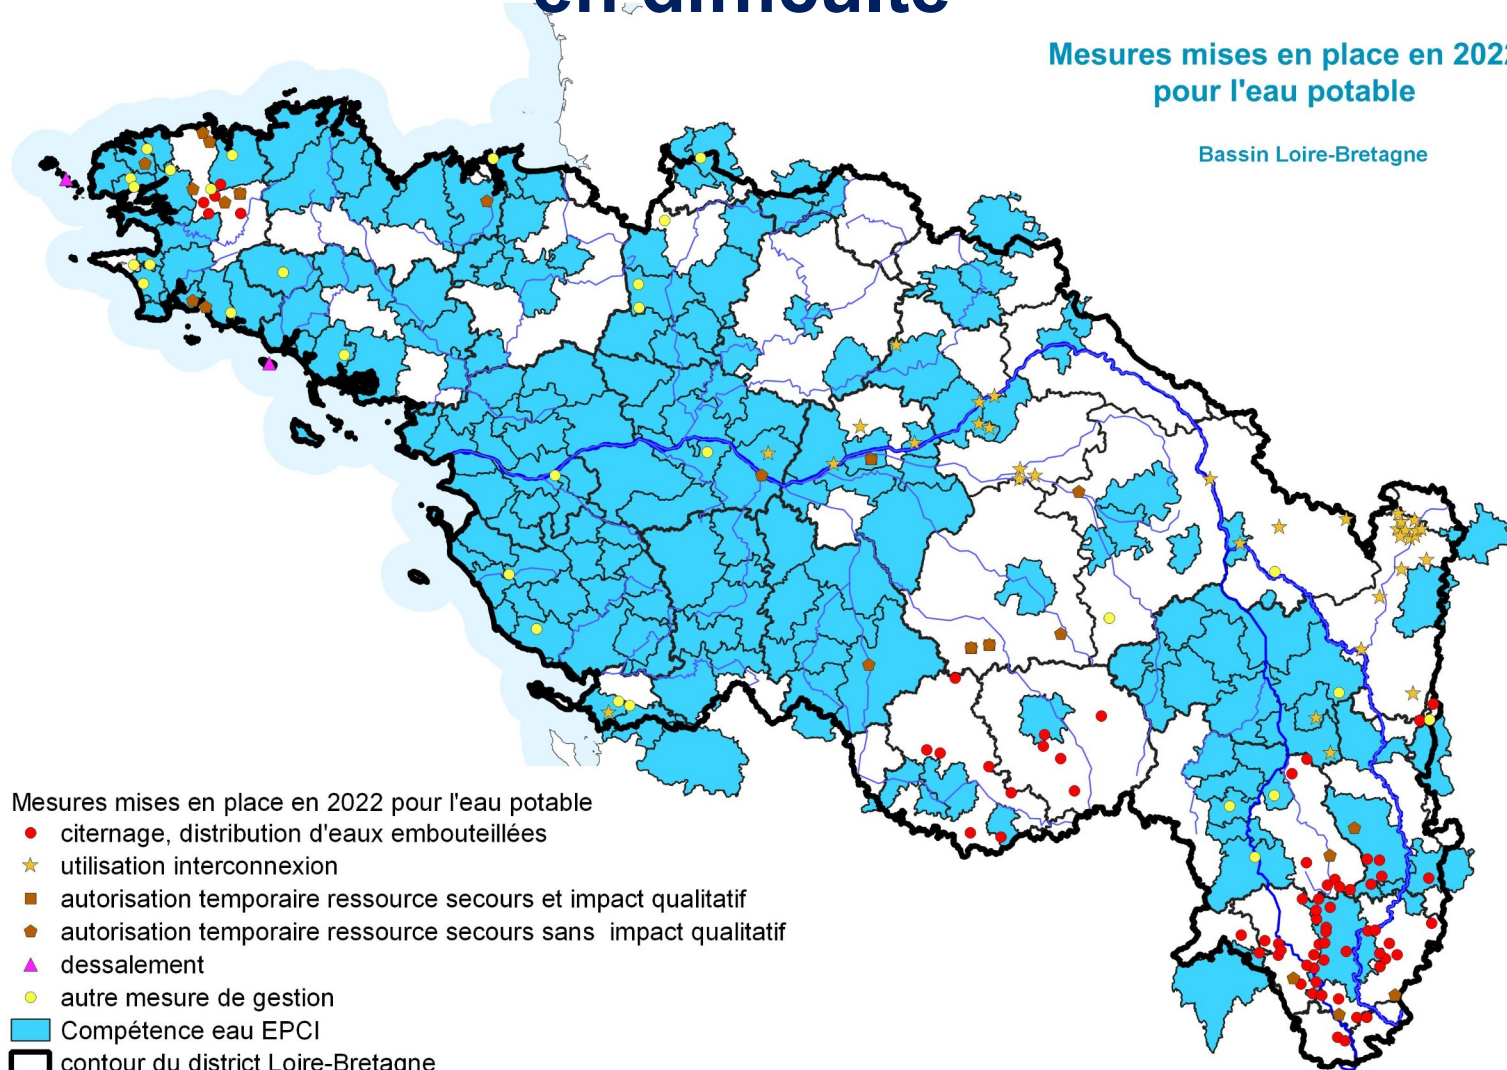 en difficulté
Mesures mises en place en 202
pour l'eau potable
Bassin Loire-Bretagne
Mesures mises en place en 2022 pour l'eau potable
citernage, distribution d'eaux embouteillées
utilisation interconnexion
autorisation temporaire ressource secours et impact qualitatif
autorisation temporaire ressource secours sans impact qualitatif
dessalement
autre mesure de gestion
Compétence eau EPCI
contour du district Loire-Bretagne